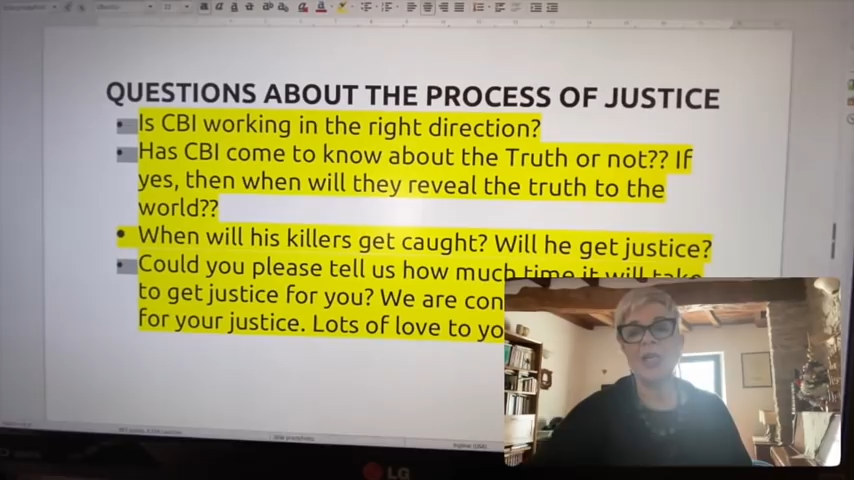 QUESTIONS ABOUT THE PROCESS OF JUSTICE
• Is CBI working in the right direction?
• Has CBI come to know about the Truth or not?? If
yes, then when will they reveal the truth to the
world??
• When will his killers get caught? Will he get justice?
• Could you please tell us how much time it will take
to get justice for you? We are con
for your justice. Lots of love to yo
LG